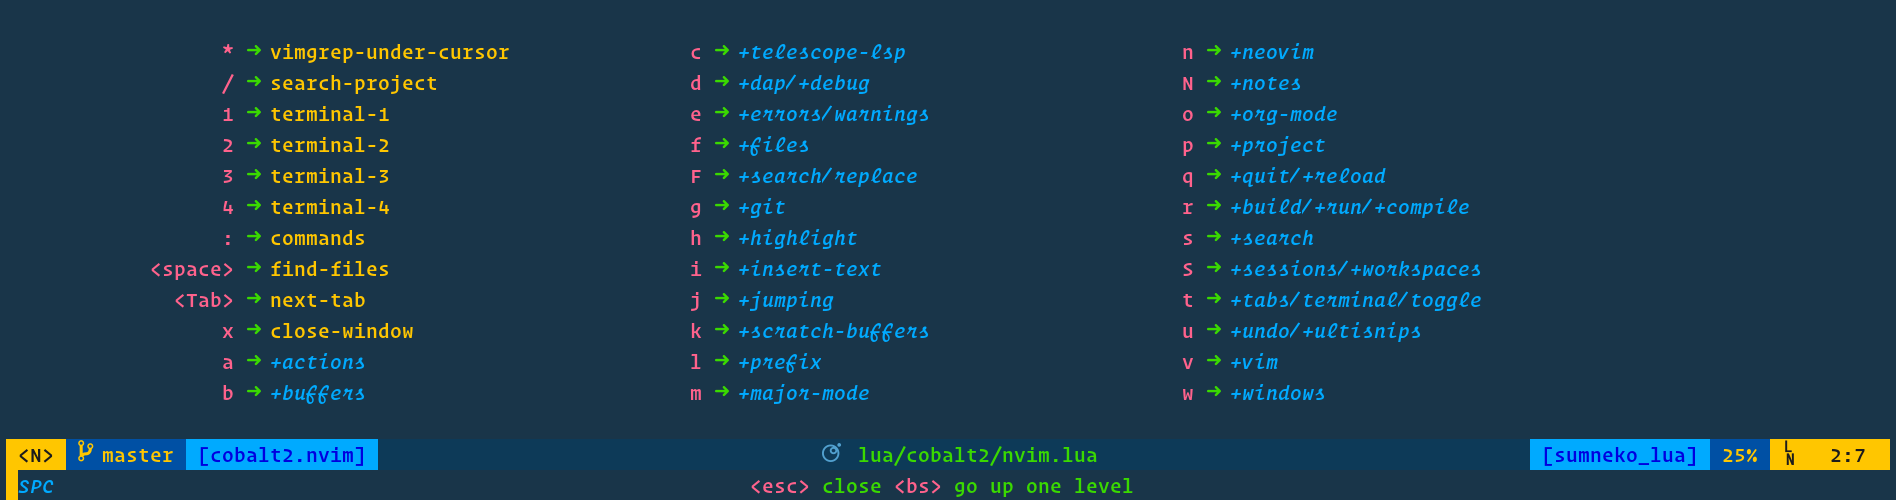 * ➜ vimgrep-under-cursor c ➜ +telescope-lsp n ➜ +neovim
/ ➜ search-project d ➜ +dap/+debug N ➜ +notes
1 ➜ terminal-1 e ➜ +errors/warnings o ➜ +org-mode
2 ➜ terminal-2 f ➜ +files p ➜ +project
3 ➜ terminal-3 F ➜ +search/replace q ➜ +quit/+reload
4 ➜ terminal-4 g ➜ +git r ➜ +build/+run/+compile
: ➜ commands h ➜ +highlight s ➜ +search
<space> ➜ find-files i ➜ +insert-text S ➜ +sessions/+workspaces
<Tab> ➜ next-tab j ➜ +jumping t ➜ +tabs/terminal/toggle
x ➜ close-window k ➜ +scratch-buffers u ➜ +undo/+ultisnips
a ➜ +actions l ➜ +prefix v ➜ +vim
b ➜ +buffers m ➜ +major-mode w ➜ +windows
<N> master [cobalt2.nvim] lua/cobalt2/nvim.lua [sumneko_lua] 25% LN 2:7
SPC <esc> close <bs> go up one level